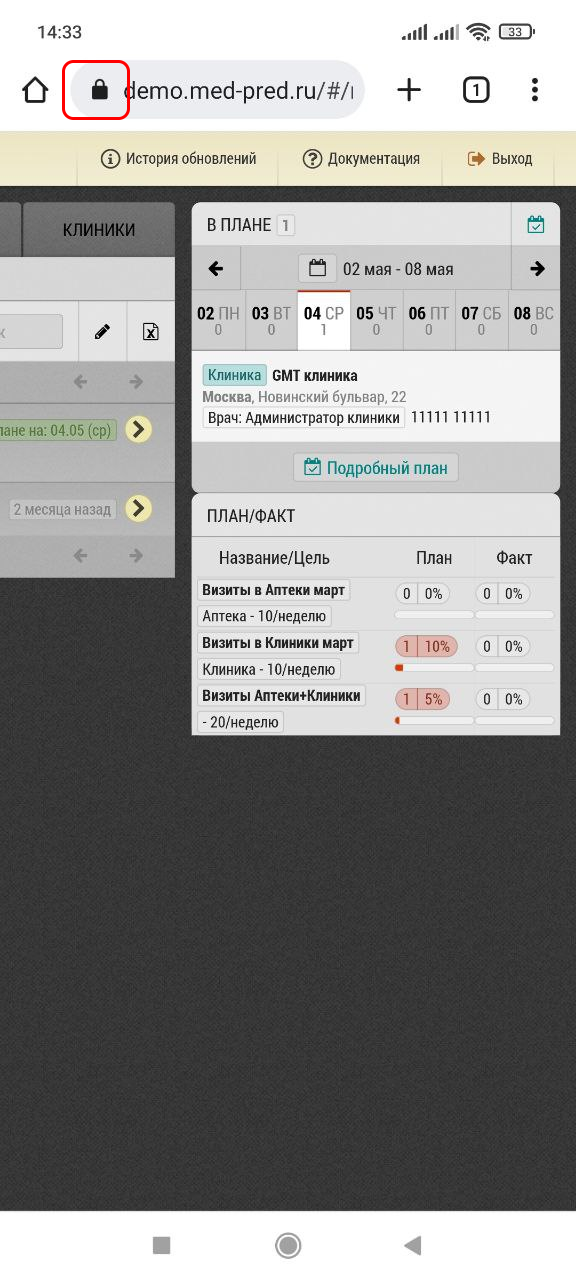 14:33
33
demo.med-pred.ru/#/
1
История обновлений
Документация
Выход
КЛИНИКИ
лане на: 04.05 (ср)
2 месяца назад
В ПЛАНЕ 1
02 мая - 08 мая
02 ПН 03 ВТ 04 СР 05 ЧТ 06 ПТ 07 СБ 08 ВС
0 0 1 0 0 0 0
Клиника GMT клиника
Москва, Новинский бульвар, 22
Врач: Администратор клиники 11111 11111
Подробный план
ПЛАН/ФАКТ
Название/Цель План Факт
Визиты в Аптеки март 0 0% 0 0%
Аптека - 10/неделю
Визиты в Клиники март 1 10% 0 0%
Клиника - 10/неделю
Визиты Аптеки+Клиники 1 5% 0 0%
- 20/неделю